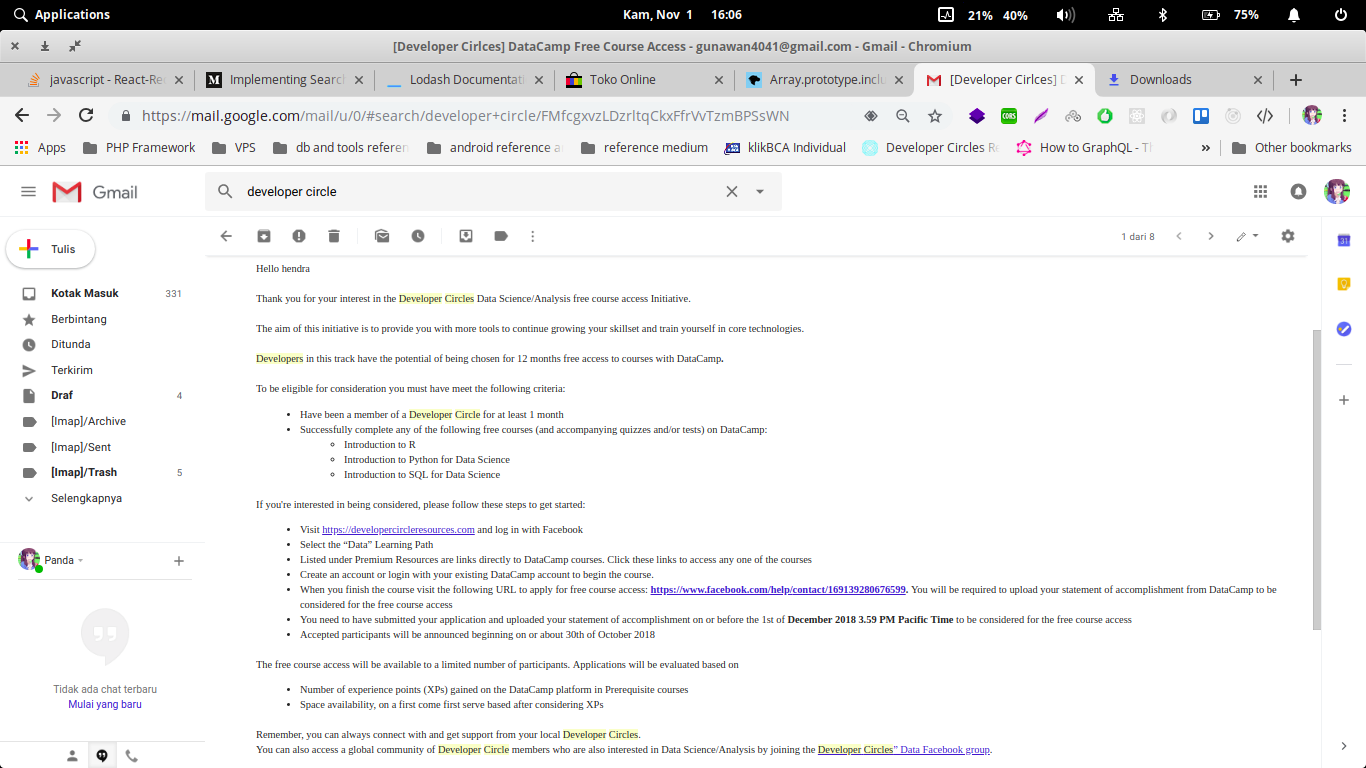 Applications
Kam, Nov 1 16:06
21% 40%
75%
[Developer Cirlces] DataCamp Free Course Access - gunawan4041@gmail.com - Gmail - Chromium
javascript - React-Re
Implementing Search
Lodash Documentati
Toko Online
Array.prototype.inclu
[Developer Cirlces] D
Downloads
https://mail.google.com/mail/u/0/#search/developer+circle/FMfcgxvzLDzrltqCkxFfrVvTzmBPSsWN
CORS
Apps
PHP Framework
VPS
db and tools referen
android reference a
reference medium
klikBCA Individual
Developer Circles Re
How to GraphQL - Th
Other bookmarks
Gmail
developer circle
Tulis
1 dari 8
Kotak Masuk 331
Berbintang
Ditunda
Terkirim
Draf 4
[Imap]/Archive
[Imap]/Sent
[Imap]/Trash 5
Selengkapnya
Panda
Tidak ada chat terbaru
Mulai yang baru
Hello hendra
Thank you for your interest in the Developer Circles Data Science/Analysis free course access Initiative.
The aim of this initiative is to provide you with more tools to continue growing your skillset and train yourself in core technologies.
Developers in this track have the potential of being chosen for 12 months free access to courses with DataCamp.
To be eligible for consideration you must have meet the following criteria:
Have been a member of a Developer Circle for at least 1 month
Successfully complete any of the following free courses (and accompanying quizzes and/or tests) on DataCamp:
Introduction to R
Introduction to Python for Data Science
Introduction to SQL for Data Science
If you're interested in being considered, please follow these steps to get started:
Visit https://developercircleresources.com and log in with Facebook
Select the “Data” Learning Path
Listed under Premium Resources are links directly to DataCamp courses. Click these links to access any one of the courses
Create an account or login with your existing DataCamp account to begin the course.
When you finish the course visit the following URL to apply for free course access: https://www.facebook.com/help/contact/169139280676599. You will be required to upload your statement of accomplishment from DataCamp to be
considered for the free course access
You need to have submitted your application and uploaded your statement of accomplishment on or before the 1st of December 2018 3.59 PM Pacific Time to be considered for the free course access
Accepted participants will be announced beginning on or about 30th of October 2018
The free course access will be available to a limited number of participants. Applications will be evaluated based on
Number of experience points (XPs) gained on the DataCamp platform in Prerequisite courses
Space availability, on a first come first serve based after considering XPs
Remember, you can always connect with and get support from your local Developer Circles.
You can also access a global community of Developer Circle members who are also interested in Data Science/Analysis by joining the Developer Circles” Data Facebook group.